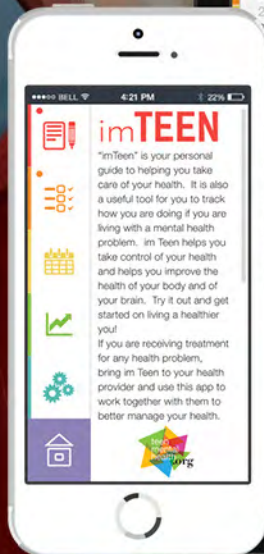 BELL 4:21 PM 22%
imTEEN
"imTeen" is your personal
guide to helping you take
care of your health. It is also
a useful tool for you to track
how you are doing if you are
living with a mental health
problem. im Teen helps you
take control of your health
and helps you improve the
health of your body and of
your brain. Try it out and get
started on living a healthier
you!
If you are receiving treatment
for any health problem,
bring im Teen to your health
provider and use this app to
work together with them to
better manage your health.
teen
mental
health
.org